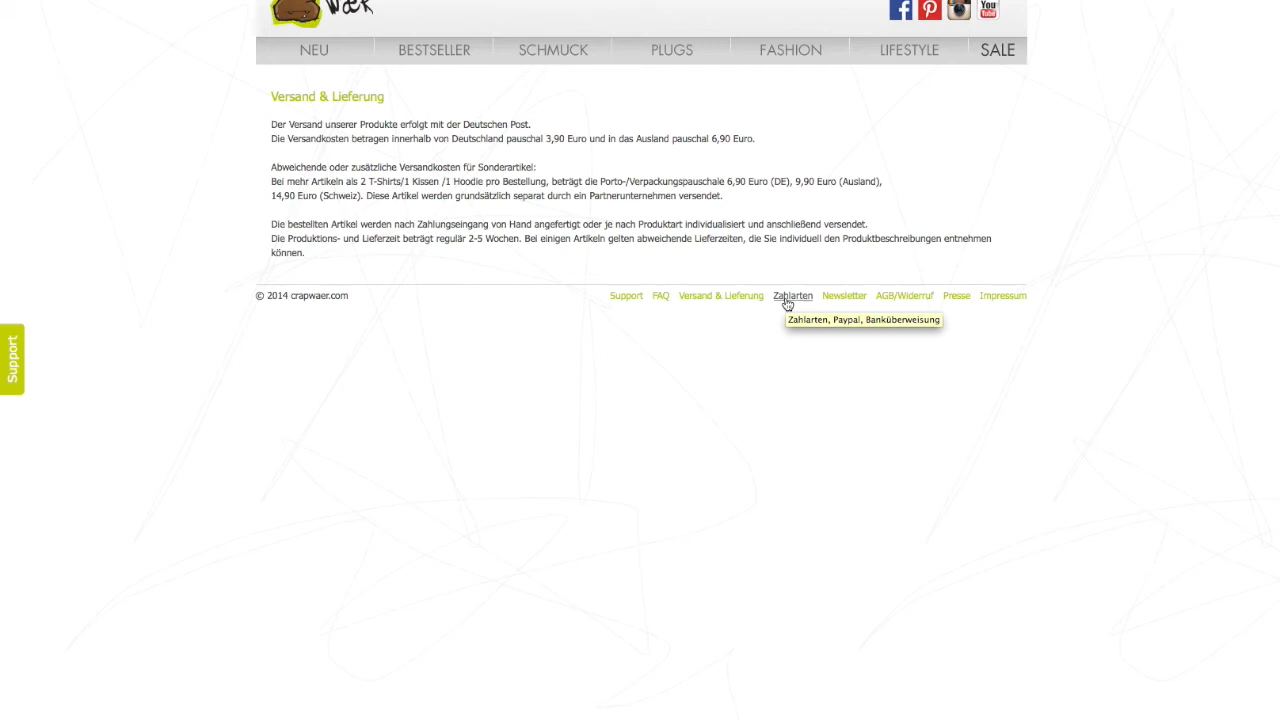 wær
You
Tube
NEU BESTSELLER SCHMUCK PLUGS FASHION LIFESTYLE SALE
Versand & Lieferung
Der Versand unserer Produkte erfolgt mit der Deutschen Post.
Die Versandkosten betragen innerhalb von Deutschland pauschal 3,90 Euro und in das Ausland pauschal 6,90 Euro.
Abweichende oder zusätzliche Versandkosten für Sonderartikel:
Bei mehr Artikeln als 2 T-Shirts/1 Kissen /1 Hoodie pro Bestellung, beträgt die Porto-/Verpackungspauschale 6,90 Euro (DE), 9,90 Euro (Ausland),
14,90 Euro (Schweiz). Diese Artikel werden grundsätzlich separat durch ein Partnerunternehmen versendet.
Die bestellten Artikel werden nach Zahlungseingang von Hand angefertigt oder je nach Produktart individualisiert und anschließend versendet.
Die Produktions- und Lieferzeit beträgt regulär 2-5 Wochen. Bei einigen Artikeln gelten abweichende Lieferzeiten, die Sie individuell den Produktbeschreibungen entnehmen
können.
© 2014 crapwaer.com Support FAQ Versand & Lieferung Zahlarten Newsletter AGB/Widerruf Presse Impressum
Zahlarten, Paypal, Banküberweisung
Support